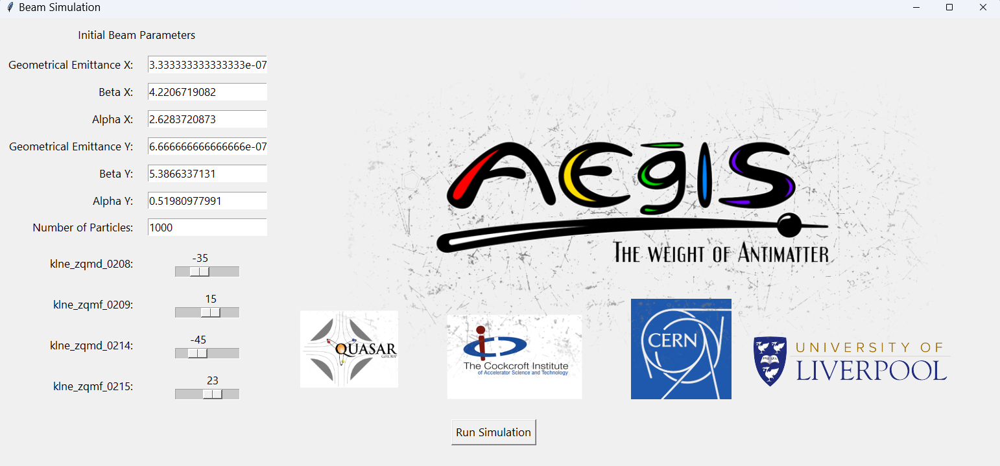 Beam Simulation
Initial Beam Parameters
Geometrical Emittance X: 3.333333333333333e-07
Beta X: 4.2206719082
Alpha X: 2.6283720873
Geometrical Emittance Y: 6.666666666666666e-07
Beta Y: 5.3866337131
Alpha Y: 0.51980977991
Number of Particles: 1000
klne_zqmd_0208: -35
klne_zqmf_0209: 15
klne_zqmd_0214: -45
klne_zqmf_0215: 23
AEgIS
THE WEIGHT OF ANTIMATTER
QUASAR
GROUP
The Cockcroft Institute
of Accelerator Science and Technology
CERN
UNIVERSITY OF
LIVERPOOL
Run Simulation